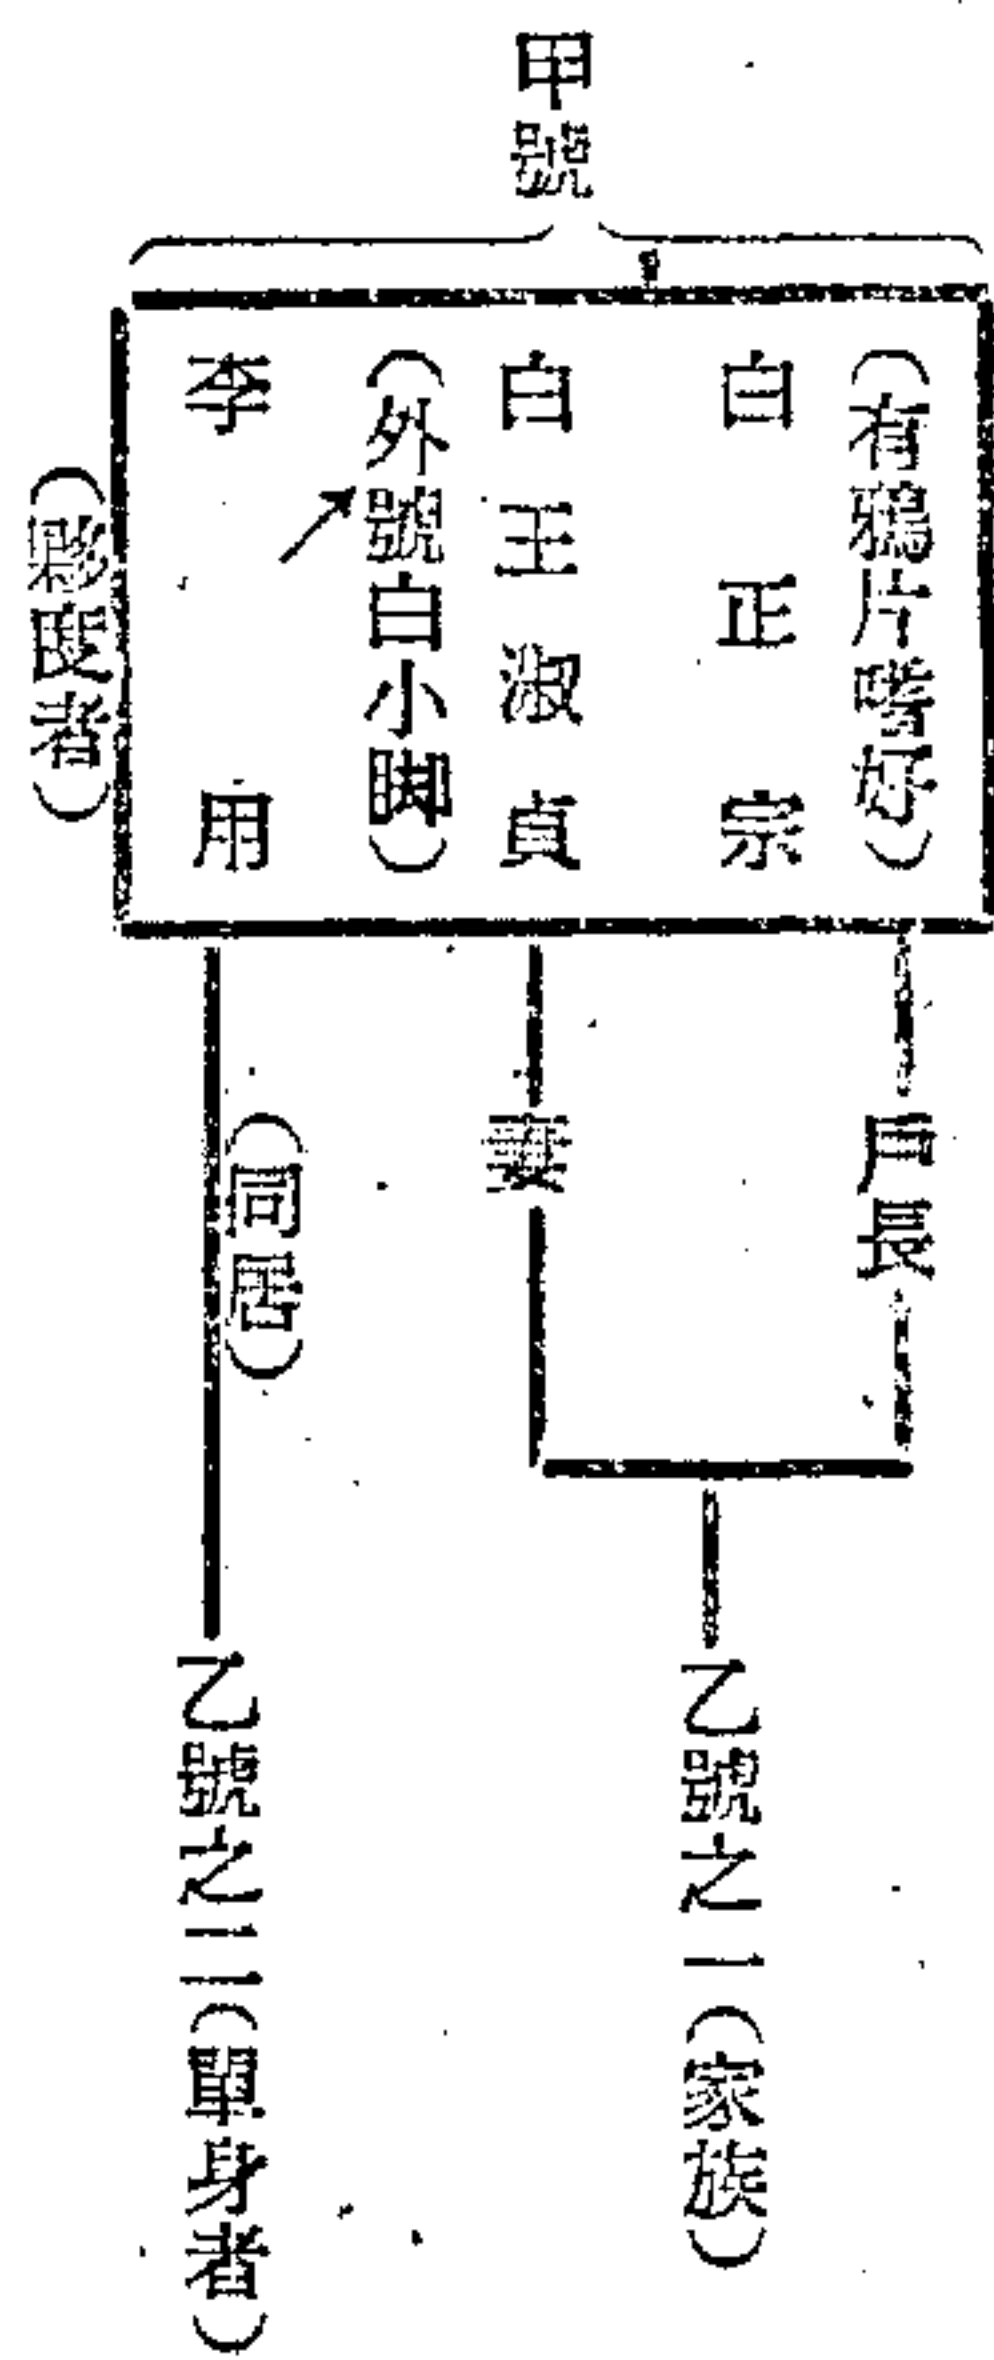 甲號
（有鴉片嗜好）
白正宗
白王淑貞
（外號白小脚）
李用
（夥度者）
戶長
妻
（同居）
乙號之一（家族）
乙號之二（單身者）